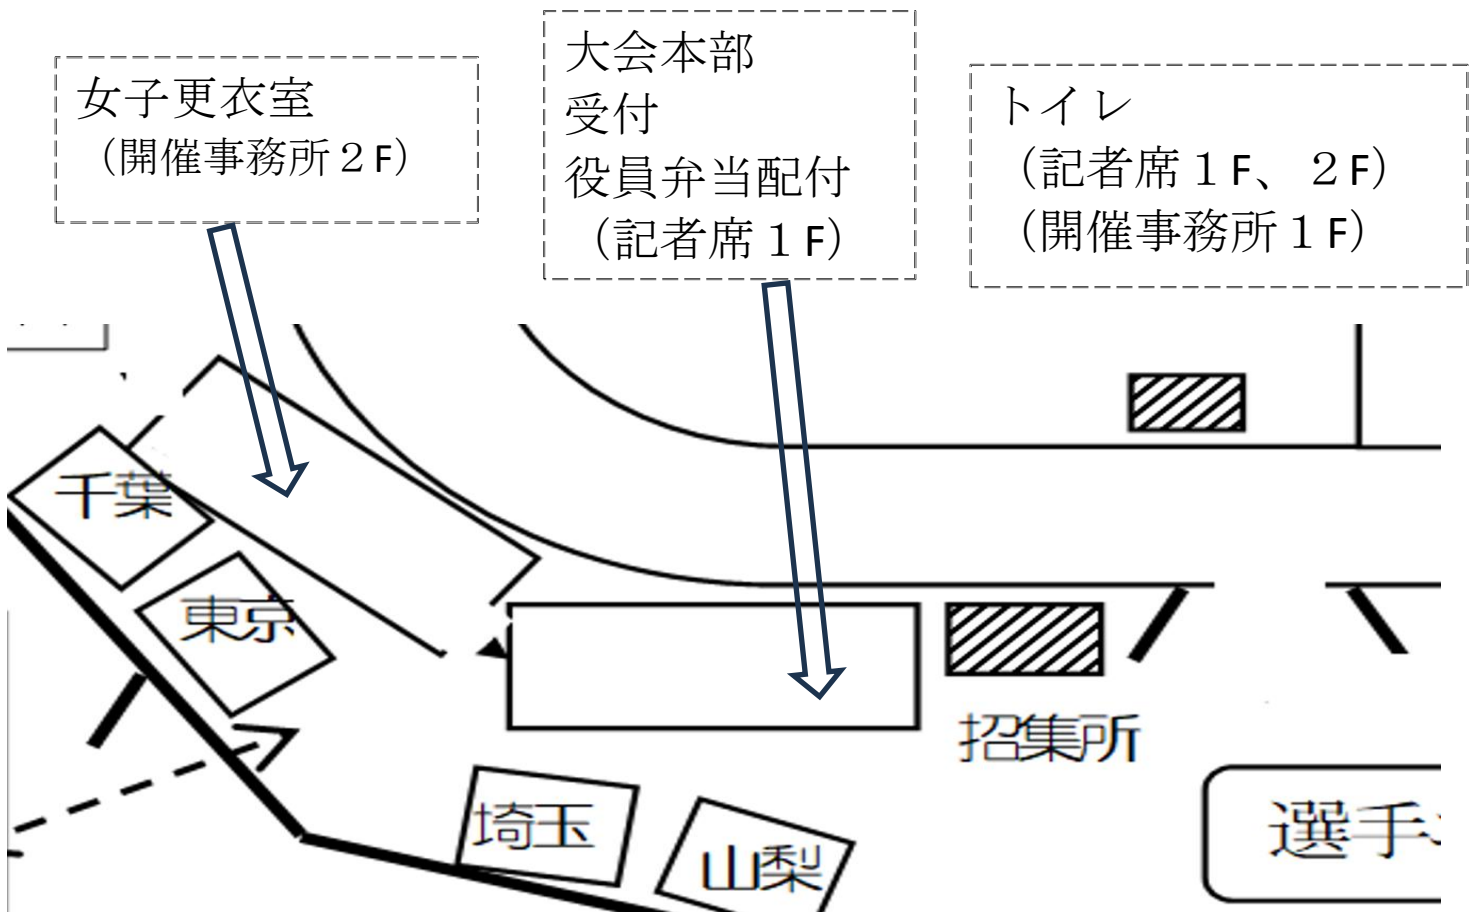 女子更衣室
（開催事務所２F）
大会本部
受付
役員弁当配付
（記者席１F）
トイレ
（記者席１F、２F）
（開催事務所１F）
千葉
東京
招集所
埼玉
山梨
選手